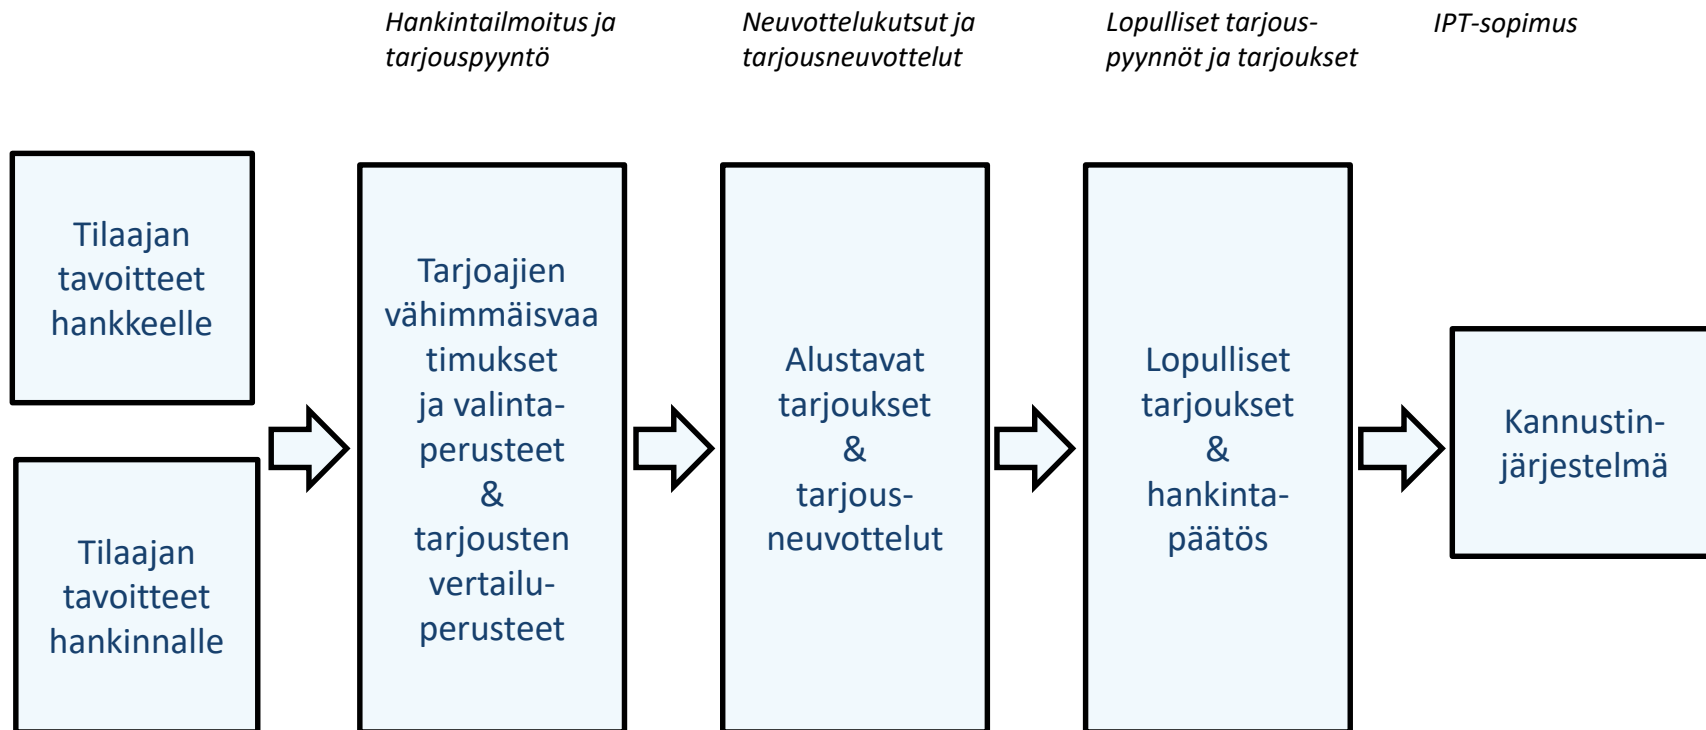 Hankintailmoitus ja
tarjouspyyntö
Neuvottelukutsut ja
tarjousneuvottelut
Lopulliset tarjous-
pyynnöt ja tarjoukset
IPT-sopimus
Tilaajan
tavoitteet
hankkeelle
Tilaajan
tavoitteet
hankinnalle
Tarjoajien
vähimmäisvaa
timukset
ja valinta-
perusteet
&
tarjousten
vertailu-
perusteet
Alustavat
tarjoukset
&
tarjous-
neuvottelut
Lopulliset
tarjoukset
&
hankinta-
päätös
Kannustin-
järjestelmä